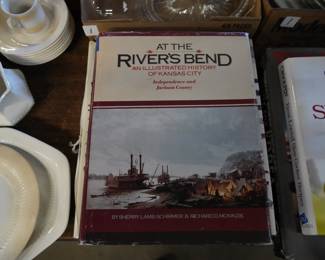 AT THE
RIVER'S BEND
AN ILLUSTRATED HISTORY
OF KANSAS CITY
Independence and
Jackson County
BY SHERRY LAMB SCHIRMER & RICHARD D. MCKINZIE
S